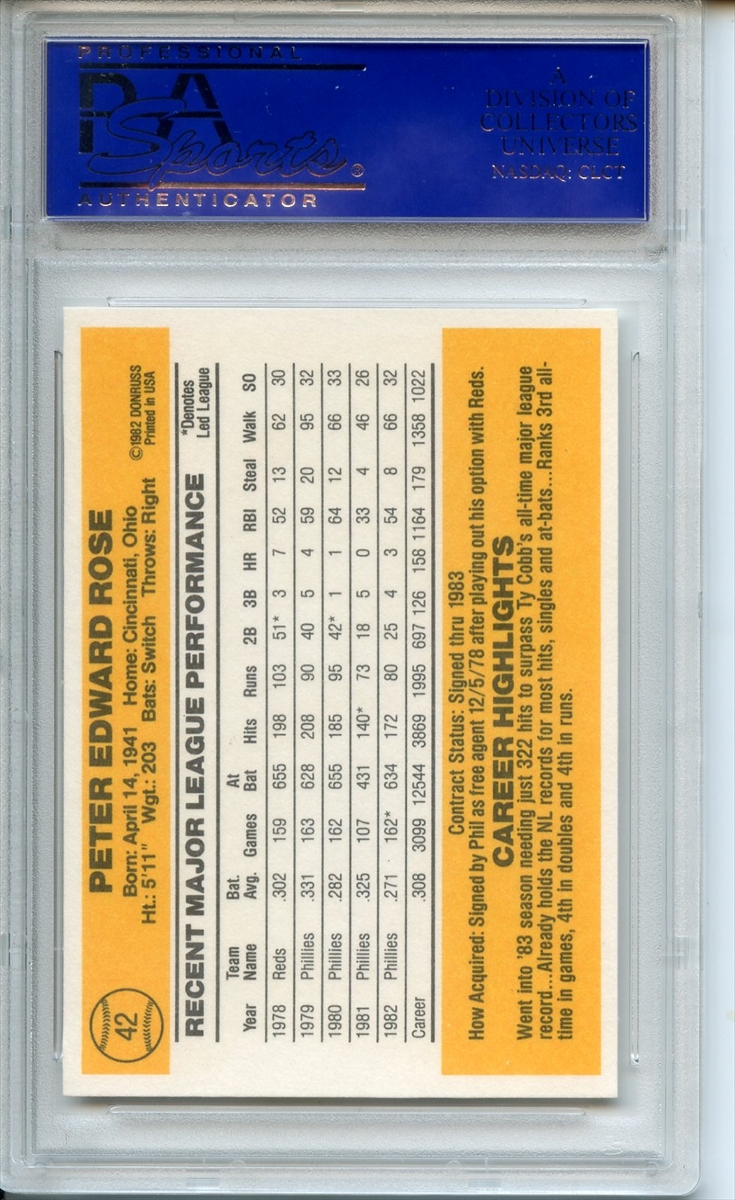 PROFESSIONAL
PSA
Sports®
AUTHENTICATOR
A
DIVISION OF
COLLECTORS
UNIVERSE
NASDAQ: CLCT
42
PETER EDWARD ROSE
Born: April 14, 1941 Home: Cincinnati, Ohio
Ht.: 5'11" Wgt.: 203 Bats: Switch Throws: Right
©1982 DONRUSS
Printed in USA
RECENT MAJOR LEAGUE PERFORMANCE
*Denotes
Led League
Year Team Name Bat. Avg. Games At Bat Hits Runs 2B 3B HR RBI Steal Walk SO
1978 Reds .302 159 655 198 103 51* 3 7 52 13 62 30
1979 Phillies .331 163 628 208 90 40 5 4 59 20 95 32
1980 Phillies .282 162 655 185 95 42* 1 1 64 12 66 33
1981 Phillies .325 107 431 140* 73 18 5 0 33 4 46 26
1982 Phillies .271 162* 634 172 80 25 4 3 54 8 66 32
Career .308 3099 12544 3869 1995 697 126 158 1164 179 1358 1022
Contract Status: Signed thru 1983
How Acquired: Signed by Phil as free agent 12/5/78 after playing out his option with Reds.
CAREER HIGHLIGHTS
Went into '83 season needing just 322 hits to surpass Ty Cobb's all-time major league
record...Already holds the NL records for most hits, singles and at-bats...Ranks 3rd all-
time in games, 4th in doubles and 4th in runs.